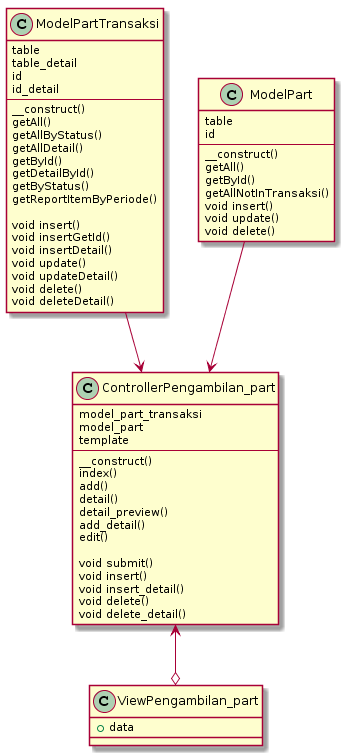 C ModelPartTransaksi
table
table_detail
id
id_detail
__construct()
getAll()
getAllByStatus()
getAllDetail()
getById()
getDetailById()
getByStatus()
getReportItemByPeriode()
void insert()
void insertGetId()
void insertDetail()
void update()
void updateDetail()
void delete()
void deleteDetail()
C ModelPart
table
id
__construct()
getAll()
getById()
getAllNotInTransaksi()
void insert()
void update()
void delete()
C ControllerPengambilan_part
model_part_transaksi
model_part
template
__construct()
index()
add()
detail()
detail_preview()
add_detail()
edit()
void submit()
void insert()
void insert_detail()
void delete()
void delete_detail()
C ViewPengambilan_part
data